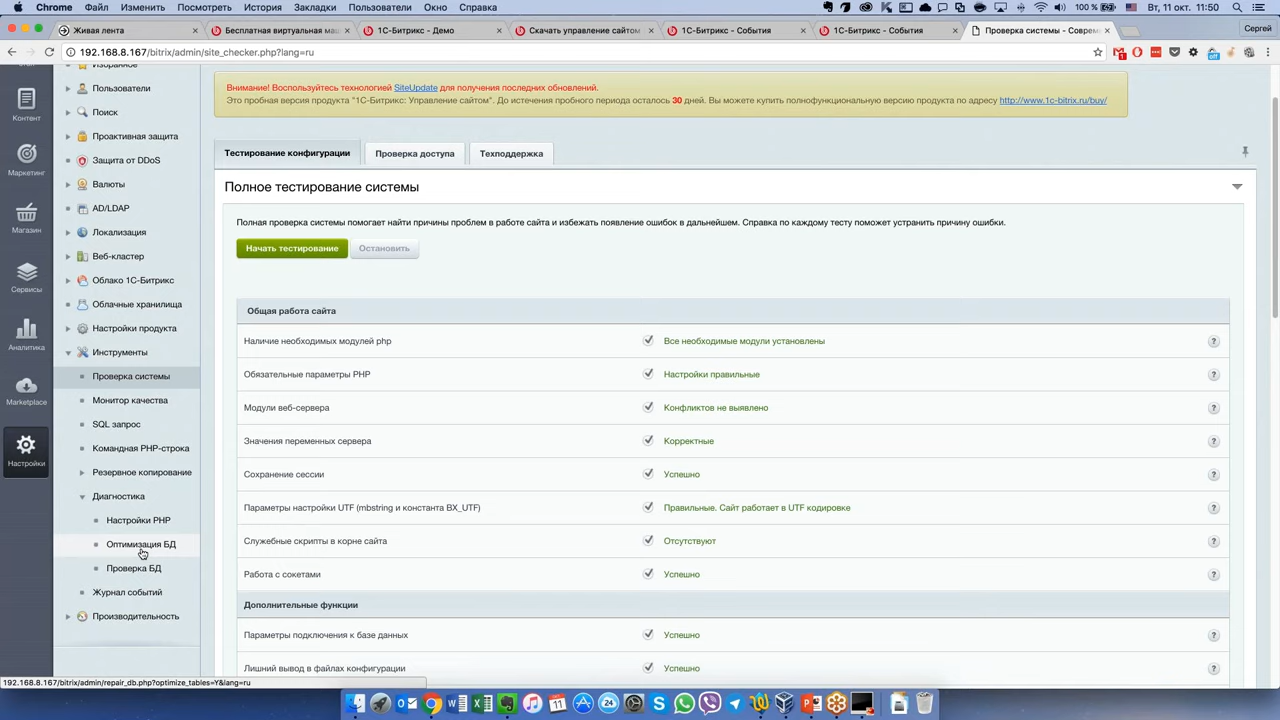 Chrome Файл Изменить Посмотреть История Закладки Пользователи Окно Справка
100 % Вт, 11 окт. 11:50
Живая лента
Бесплатная виртуальная ма
1С-Битрикс - Демо
Скачать управление сайтом
1С-Битрикс - События
1С-Битрикс - События
Проверка системы - Соврем
Сергей
192.168.8.167/bitrix/admin/site_checker.php?lang=ru
Контент
Маркетинг
Магазин
Сервисы
Аналитика
Marketplace
Настройки
Избранное
Пользователи
Поиск
Проактивная защита
Защита от DDoS
Валюты
AD/LDAP
Локализация
Веб-кластер
Облако 1С-Битрикс
Облачные хранилища
Настройки продукта
Инструменты
Проверка системы
Монитор качества
SQL запрос
Командная PHP-строка
Резервное копирование
Диагностика
Настройки PHP
Оптимизация БД
Проверка БД
Журнал событий
Производительность
Внимание! Воспользуйтесь технологией SiteUpdate для получения последних обновлений.
Это пробная версия продукта "1С-Битрикс: Управление сайтом". До истечения пробного периода осталось 30 дней. Вы можете купить полнофункциональную версию продукта по адресу http://www.1c-bitrix.ru/buy/
Тестирование конфигурации Проверка доступа Техподдержка
Полное тестирование системы
Полная проверка системы помогает найти причины проблем в работе сайта и избежать появление ошибок в дальнейшем. Справка по каждому тесту поможет устранить причину ошибки.
Начать тестирование Остановить
Общая работа сайта
Наличие необходимых модулей php Все необходимые модули установлены ?
Обязательные параметры PHP Настройки правильные ?
Модули веб-сервера Конфликтов не выявлено ?
Значения переменных сервера Корректные ?
Сохранение сессии Успешно ?
Параметры настройки UTF (mbstring и константа BX_UTF) Правильные. Сайт работает в UTF кодировке ?
Служебные скрипты в корне сайта Отсутствуют ?
Работа с сокетами Успешно ?
Дополнительные функции
Параметры подключения к базе данных Успешно ?
Лишний вывод в файлах конфигурации Успешно ?
192.168.8.167/bitrix/admin/repair_db.php?optimize_tables=Y&lang=ru